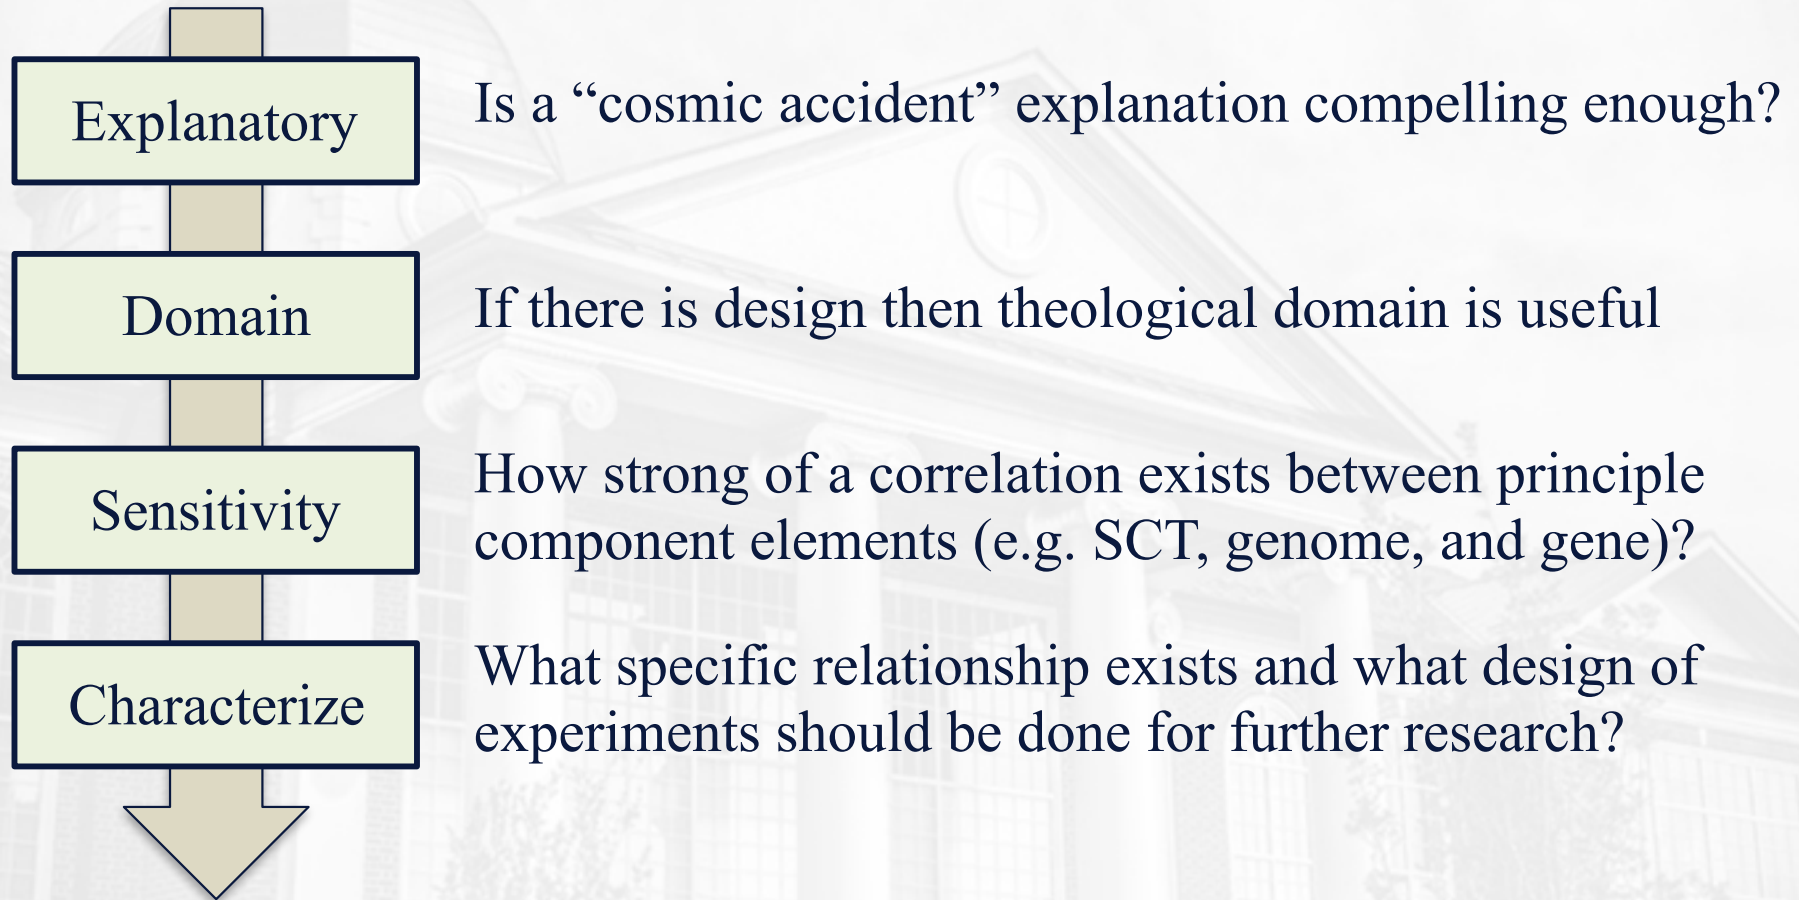 Explanatory
Is a “cosmic accident” explanation compelling enough?
Domain
If there is design then theological domain is useful
Sensitivity
How strong of a correlation exists between principle
component elements (e.g. SCT, genome, and gene)?
Characterize
What specific relationship exists and what design of
experiments should be done for further research?